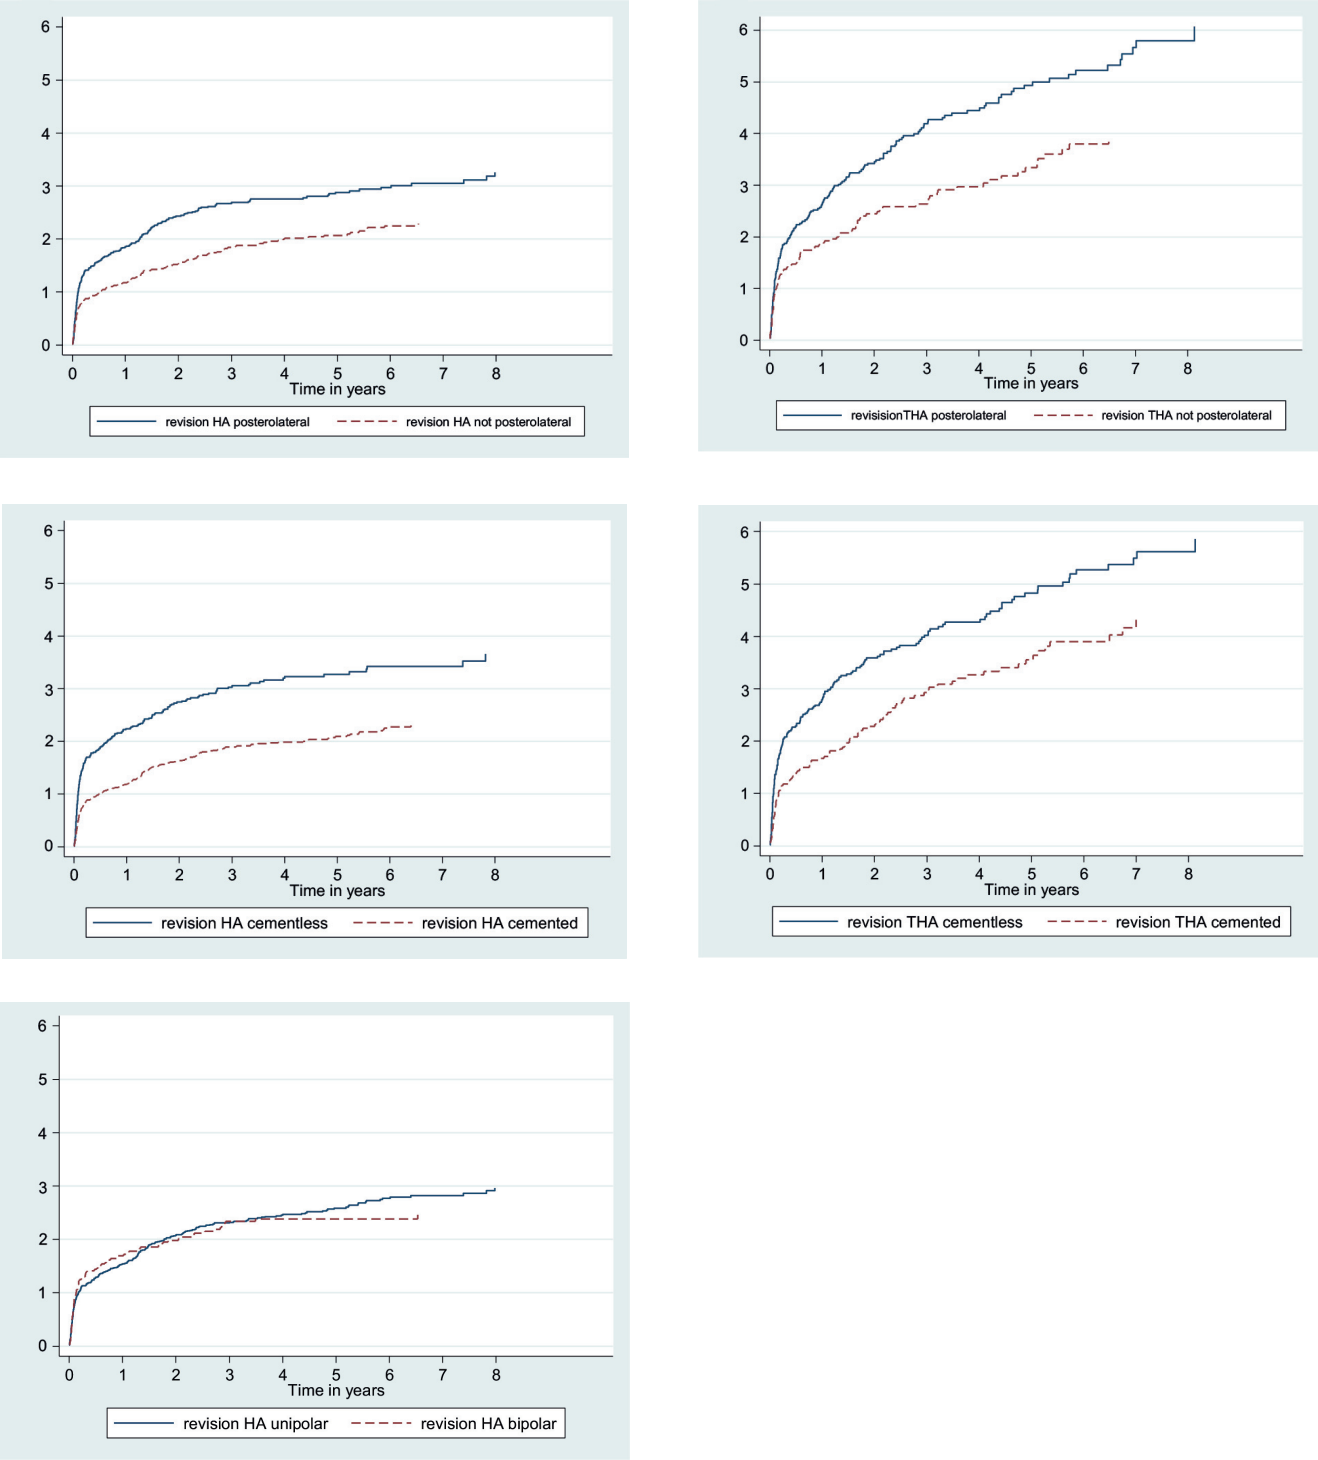 6
5
4
3
2
1
0
0 1 2 3 4 5 6 7 8
Time in years
revision HA posterolateral revision HA not posterolateral
6
5
4
3
2
1
0
0 1 2 3 4 5 6 7 8
Time in years
revisisionTHA posterolateral revision THA not posterolateral
6
5
4
3
2
1
0
0 1 2 3 4 5 6 7 8
Time in years
revision HA cementless revision HA cemented
6
5
4
3
2
1
0
0 1 2 3 4 5 6 7 8
Time in years
revision THA cementless revision THA cemented
6
5
4
3
2
1
0
0 1 2 3 4 5 6 7 8
Time in years
revision HA unipolar revision HA bipolar